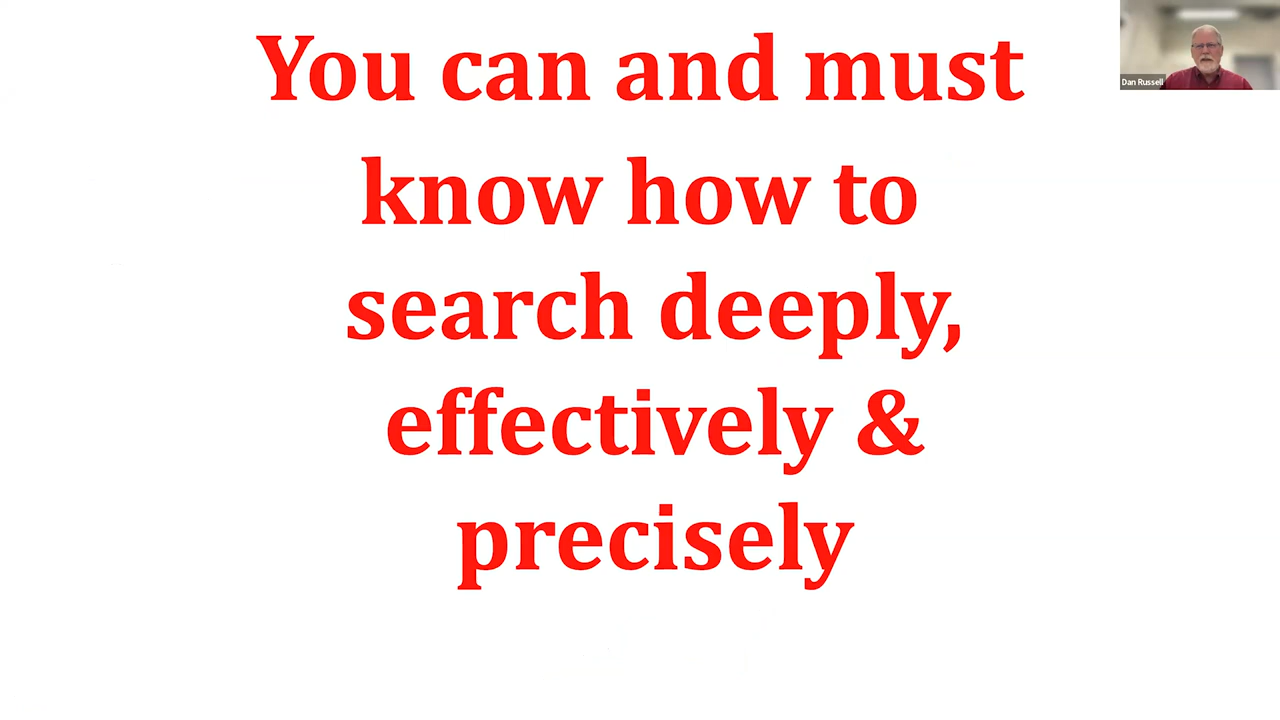 You can and must
know how to
search deeply,
effectively &
precisely
Dan Russell